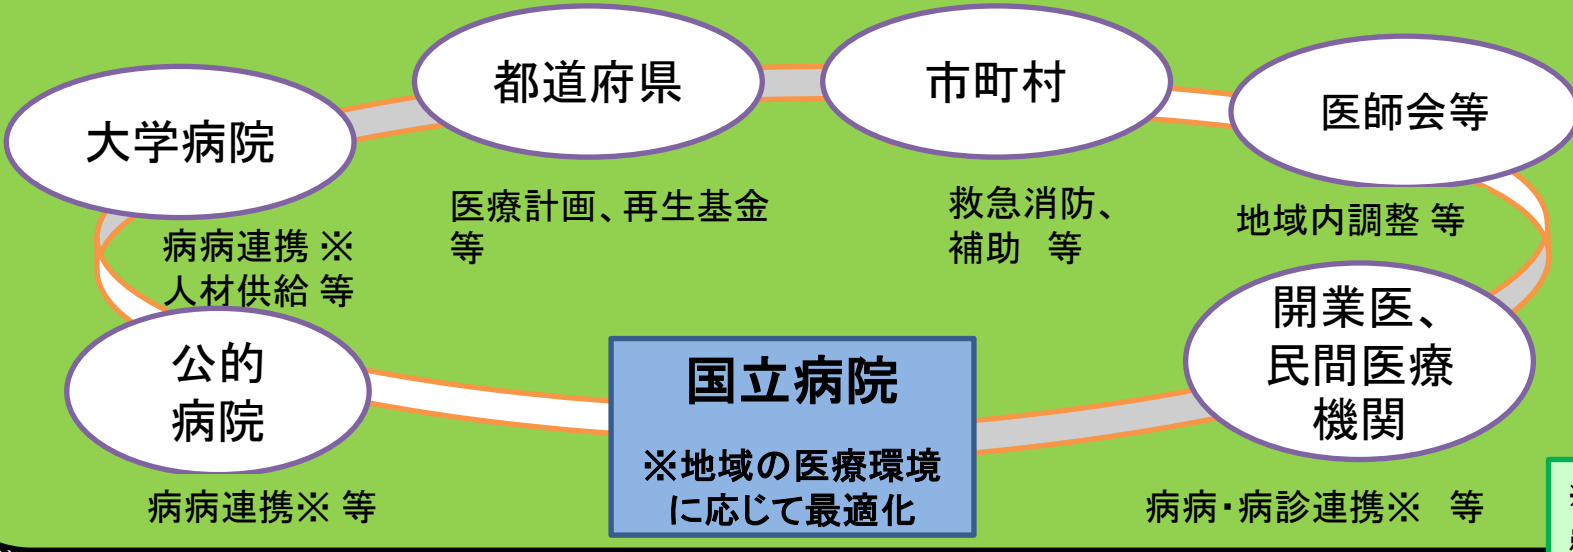 都道府県
市町村
医師会等
大学病院
医療計画、再生基金
等
救急消防、
補助　等
地域内調整 等
病病連携 ※
人材供給 等
公的
病院
国立病院
※地域の医療環境
に応じて最適化
開業医、
民間医療
機関
病病連携※ 等
病病・病診連携※　等